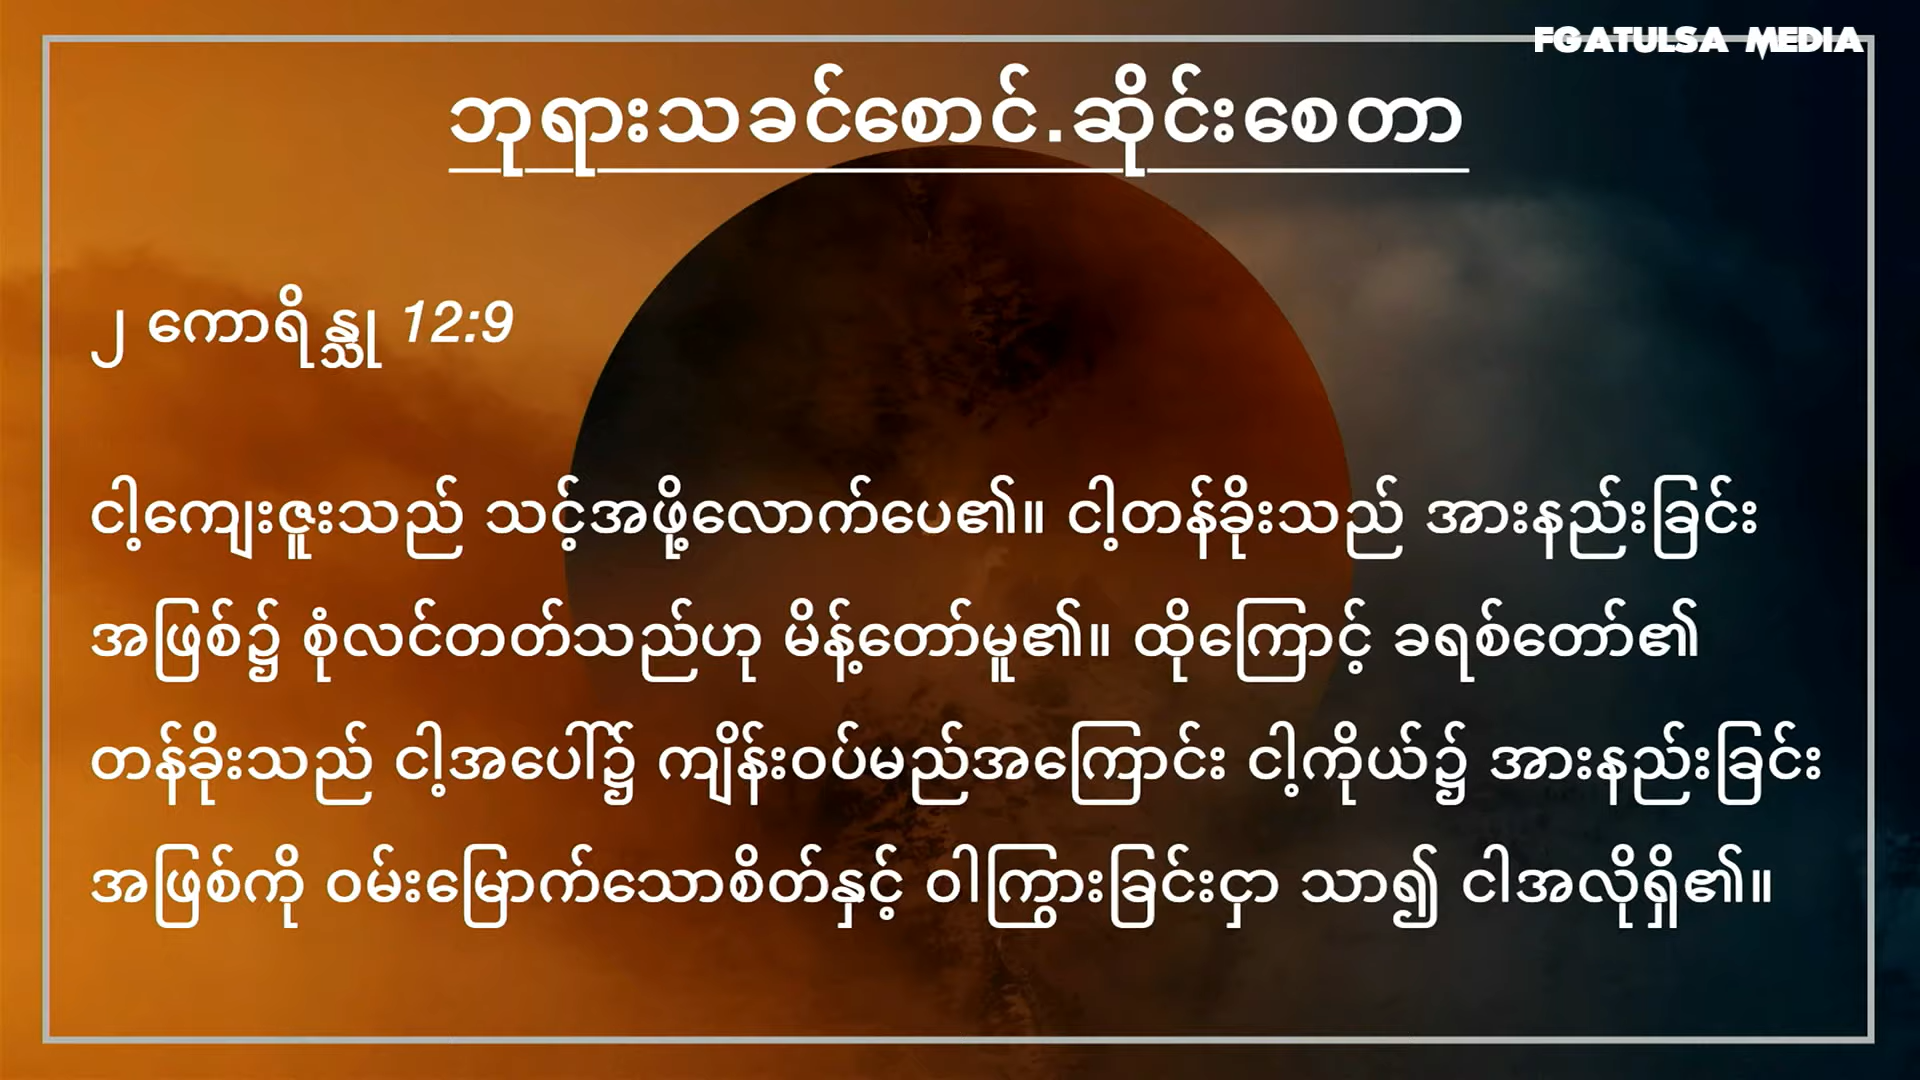 FGATULSA MEDIA
ဘုရားသခင်စောင်.ဆိုင်းစေတာ
၂ ကောရိန္သု 12:9
ငါ့ကျေးဇူးသည် သင့်အဖို့လောက်ပေ၏။ ငါ့တန်ခိုးသည် အားနည်းခြင်း
အဖြစ်၌ စုံလင်တတ်သည်ဟု မိန့်တော်မူ၏။ ထိုကြောင့် ခရစ်တော်၏
တန်ခိုးသည် ငါ့အပေါ်၌ ကျိန်းဝပ်မည်အကြောင်း ငါ့ကိုယ်၌ အားနည်းခြင်း
အဖြစ်ကို ဝမ်းမြောက်သောစိတ်နှင့် ဝါကြွားခြင်းငှာ သာ၍ ငါအလိုရှိ၏။